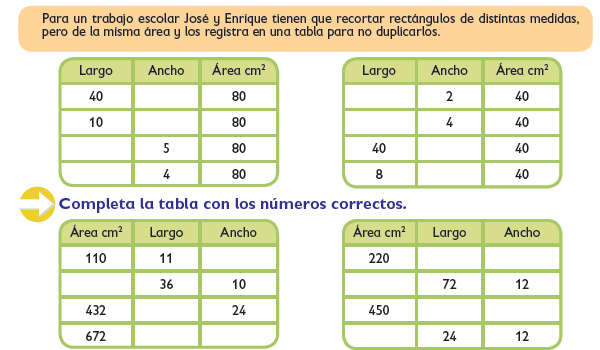 Para un trabajo escolar José y Enrique tienen que recortar rectángulos de distintas medidas,
pero de la misma área y los registra en una tabla para no duplicarlos.
Largo Ancho Área cm²
40 80
10 80
5 80
4 80
Largo Ancho Área cm²
2 40
4 40
40 40
8 40
Completa la tabla con los números correctos.
Área cm² Largo Ancho
110 11
36 10
432 24
672
Área cm² Largo Ancho
220
72 12
450
24 12